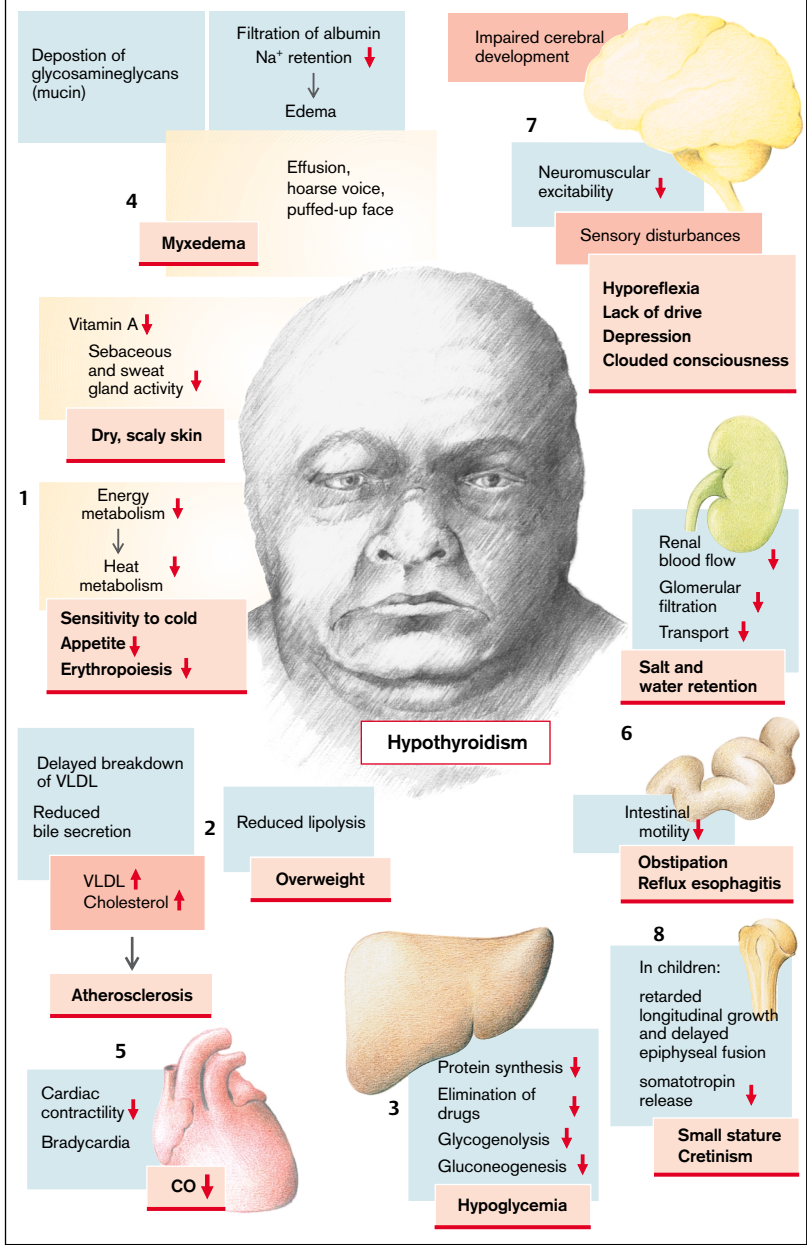 Depostion of
glycosamineglycans
(mucin)
Filtration of albumin
Na⁺ retention ↓
↓
Edema
Effusion,
hoarse voice,
puffed-up face
4
Myxedema
Impaired cerebral
development
7
Neuromuscular
excitability ↓
Sensory disturbances
Hyporeflexia
Lack of drive
Depression
Clouded consciousness
Vitamin A ↓
Sebaceous
and sweat
gland activity ↓
Dry, scaly skin
1
Energy
metabolism ↓
↓
Heat
metabolism ↓
Sensitivity to cold
Appetite ↓
Erythropoiesis ↓
Renal
blood flow ↓
Glomerular
filtration ↓
Transport ↓
Salt and
water retention
Hypothyroidism
6
Intestinal
motility ↓
Obstipation
Reflux esophagitis
Delayed breakdown
of VLDL
Reduced
bile secretion
VLDL ↑
Cholesterol ↑
↓
Atherosclerosis
2
Reduced lipolysis
Overweight
5
Cardiac
contractility ↓
Bradycardia
CO ↓
3
Protein synthesis ↓
Elimination of
drugs ↓
Glycogenolysis ↓
Gluconeogenesis ↓
Hypoglycemia
8
In children:
retarded
longitudinal growth
and delayed
epiphyseal fusion
somatotropin
release ↓
Small stature
Cretinism